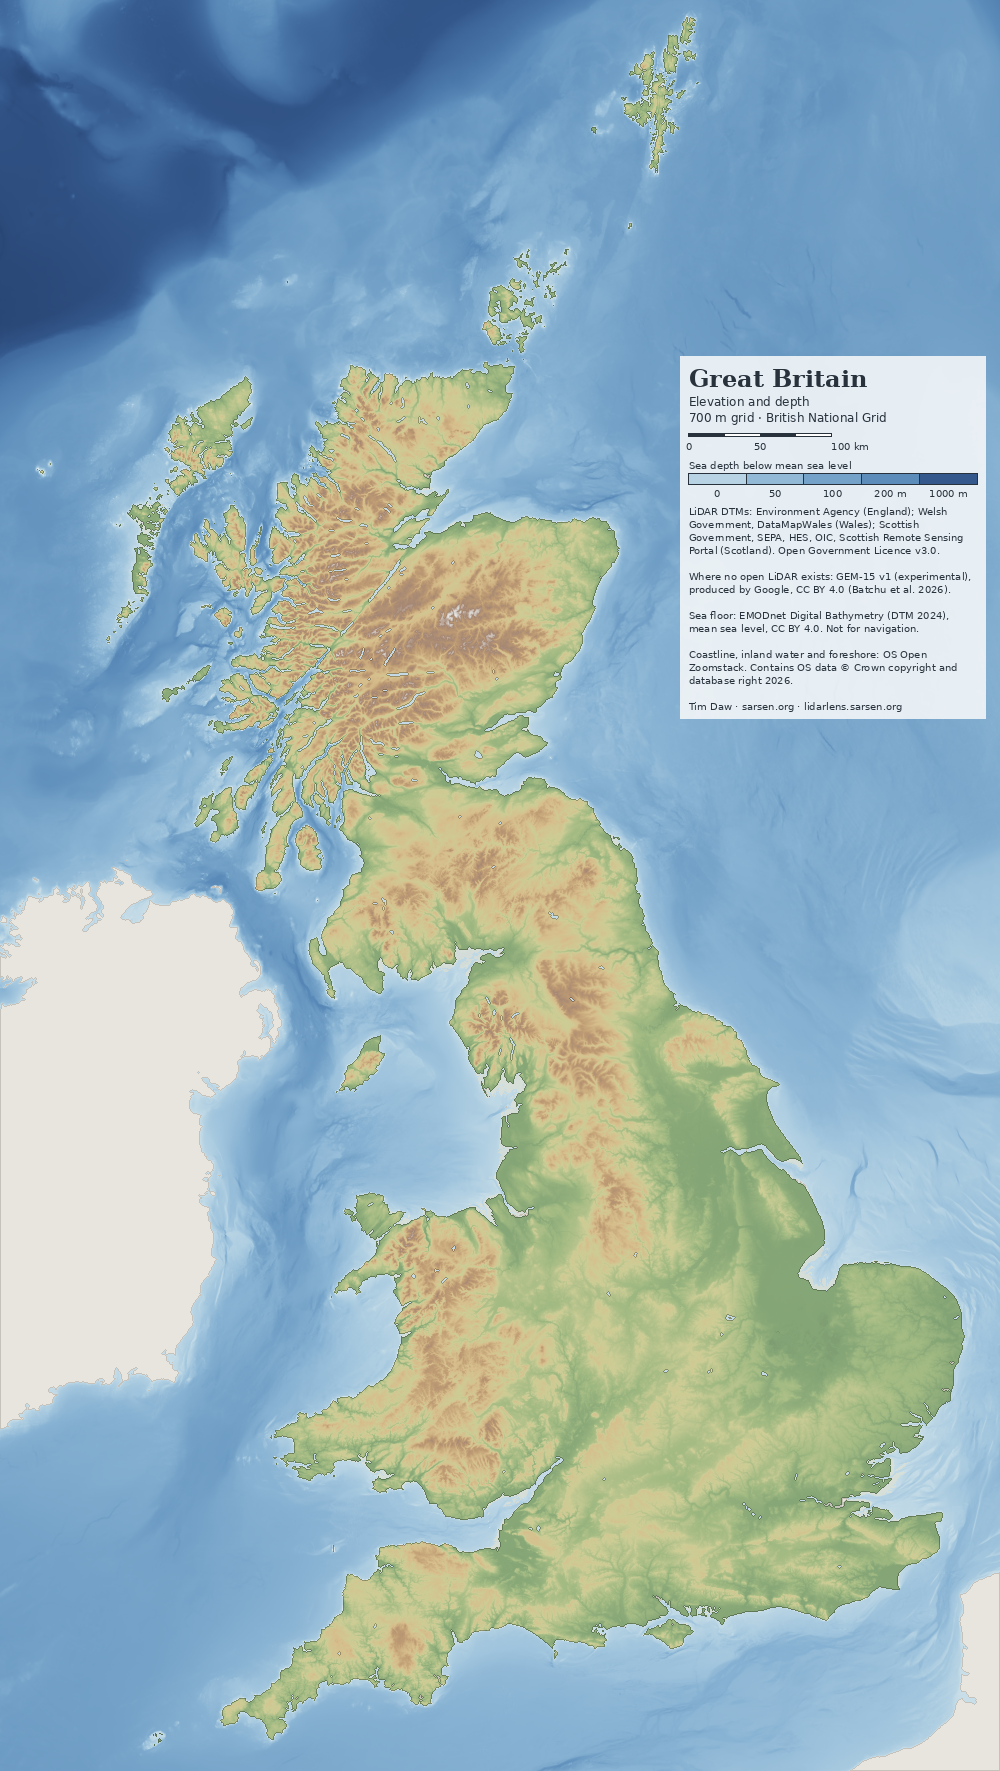 Great Britain
Elevation and depth
700 m grid · British National Grid
0 50 100 km
Sea depth below mean sea level
0 50 100 200 m 1000 m
LiDAR DTMs: Environment Agency (England); Welsh
Government, DataMapWales (Wales); Scottish
Government, SEPA, HES, OIC, Scottish Remote Sensing
Portal (Scotland). Open Government Licence v3.0.
Where no open LiDAR exists: GEM-15 v1 (experimental),
produced by Google, CC BY 4.0 (Batchu et al. 2026).
Sea floor: EMODnet Digital Bathymetry (DTM 2024),
mean sea level, CC BY 4.0. Not for navigation.
Coastline, inland water and foreshore: OS Open
Zoomstack. Contains OS data © Crown copyright and
database right 2026.
Tim Daw · sarsen.org · lidarlens.sarsen.org